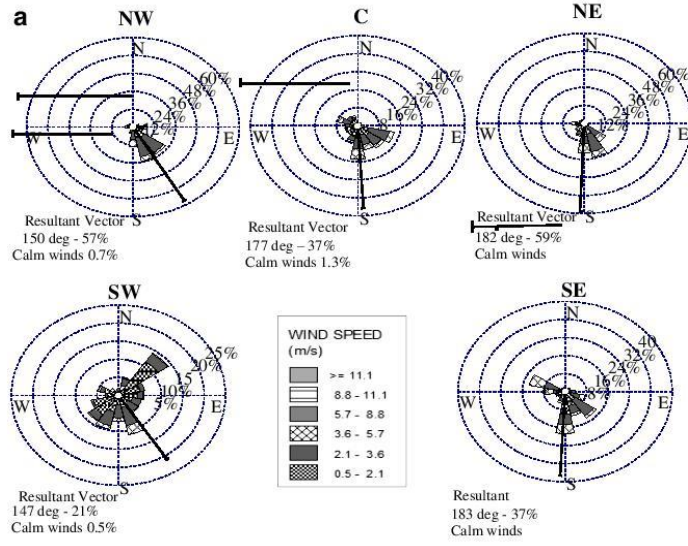 a
NW
N
60%
48%
36%
24%
12%
W
E
S
Resultant Vector
150 deg - 57%
Calm winds 0.7%
C
N
40%
32%
24%
16%
8
W
E
S
Resultant Vector
177 deg – 37%
Calm winds 1.3%
NE
N
60%
48%
36%
24%
12%
W
E
S
Resultant Vector
182 deg - 59%
Calm winds
SW
N
25%
20%
15
10%
5%
W
E
S
Resultant Vector
147 deg - 21%
Calm winds 0.5%
WIND SPEED
(m/s)
>= 11.1
8.8 - 11.1
5.7 - 8.8
3.6 - 5.7
2.1 - 3.6
0.5 - 2.1
SE
N
40
32%
24%
16%
8%
W
E
S
Resultant
183 deg - 37%
Calm winds